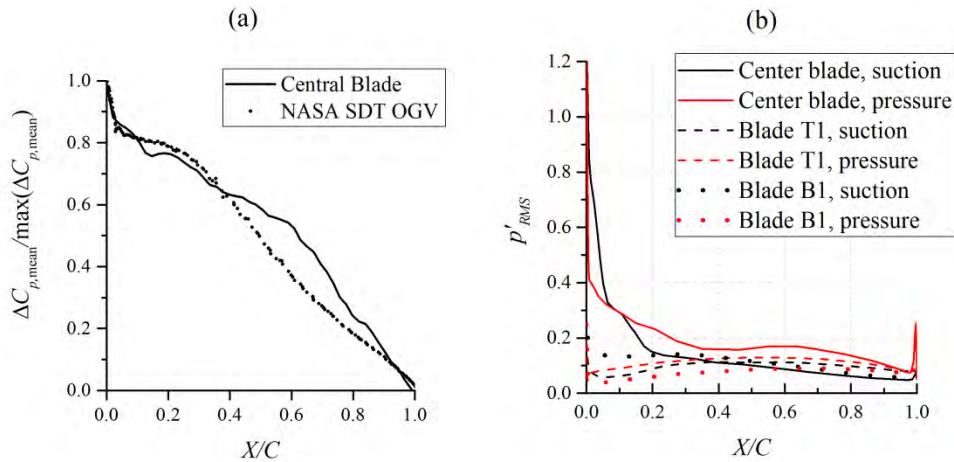 (a)
ΔC_{p,mean}/max(ΔC_{p,mean})
1.0
0.8
0.6
0.4
0.2
0.0
Central Blade
NASA SDT OGV
0.0 0.2 0.4 0.6 0.8 1.0
X/C
(b)
p'_{RMS}
1.2
1.0
0.8
0.6
0.4
0.2
0.0
Center blade, suction
Center blade, pressure
Blade T1, suction
Blade T1, pressure
Blade B1, suction
Blade B1, pressure
0.0 0.2 0.4 0.6 0.8 1.0
X/C